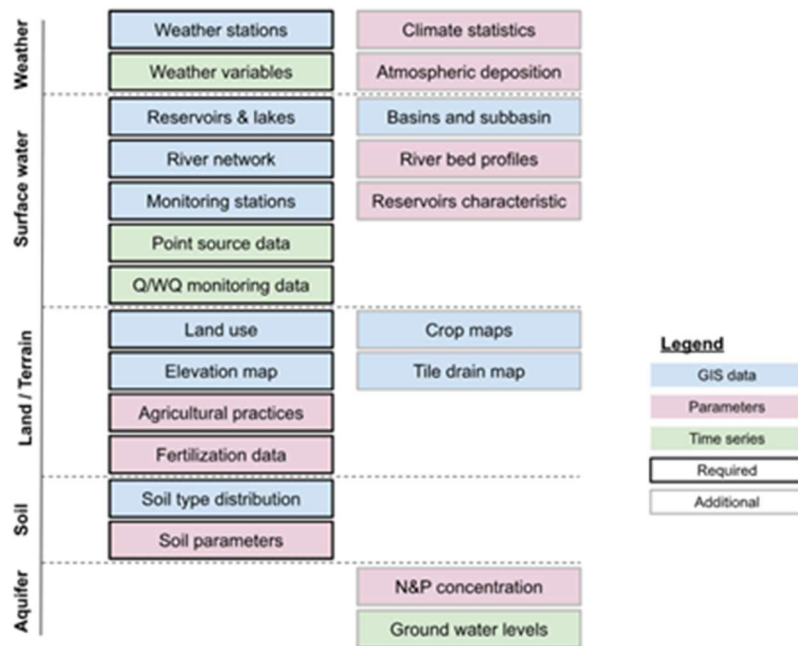 Weather
Weather stations
Climate statistics
Weather variables
Atmospheric deposition
Surface water
Reservoirs & lakes
Basins and subbasin
River network
River bed profiles
Monitoring stations
Reservoirs characteristic
Point source data
Q/WQ monitoring data
Land / Terrain
Land use
Crop maps
Elevation map
Tile drain map
Agricultural practices
Fertilization data
Soil
Soil type distribution
Soil parameters
Aquifer
N&P concentration
Ground water levels
Legend
GIS data
Parameters
Time series
Required
Additional